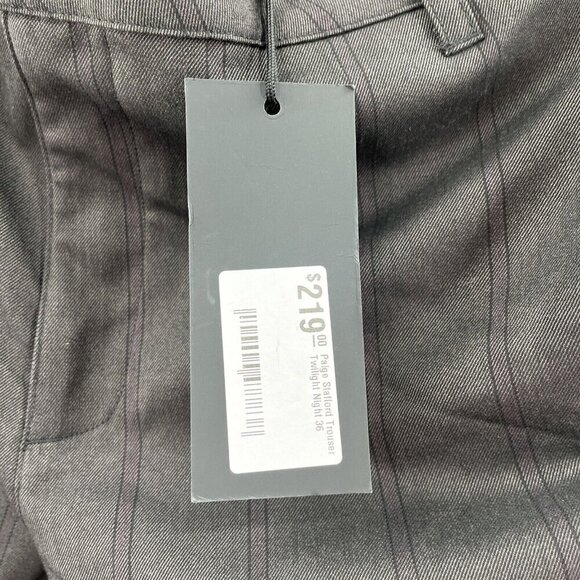 $219.00
Paige Stafford Trouser
Twilight Night 36